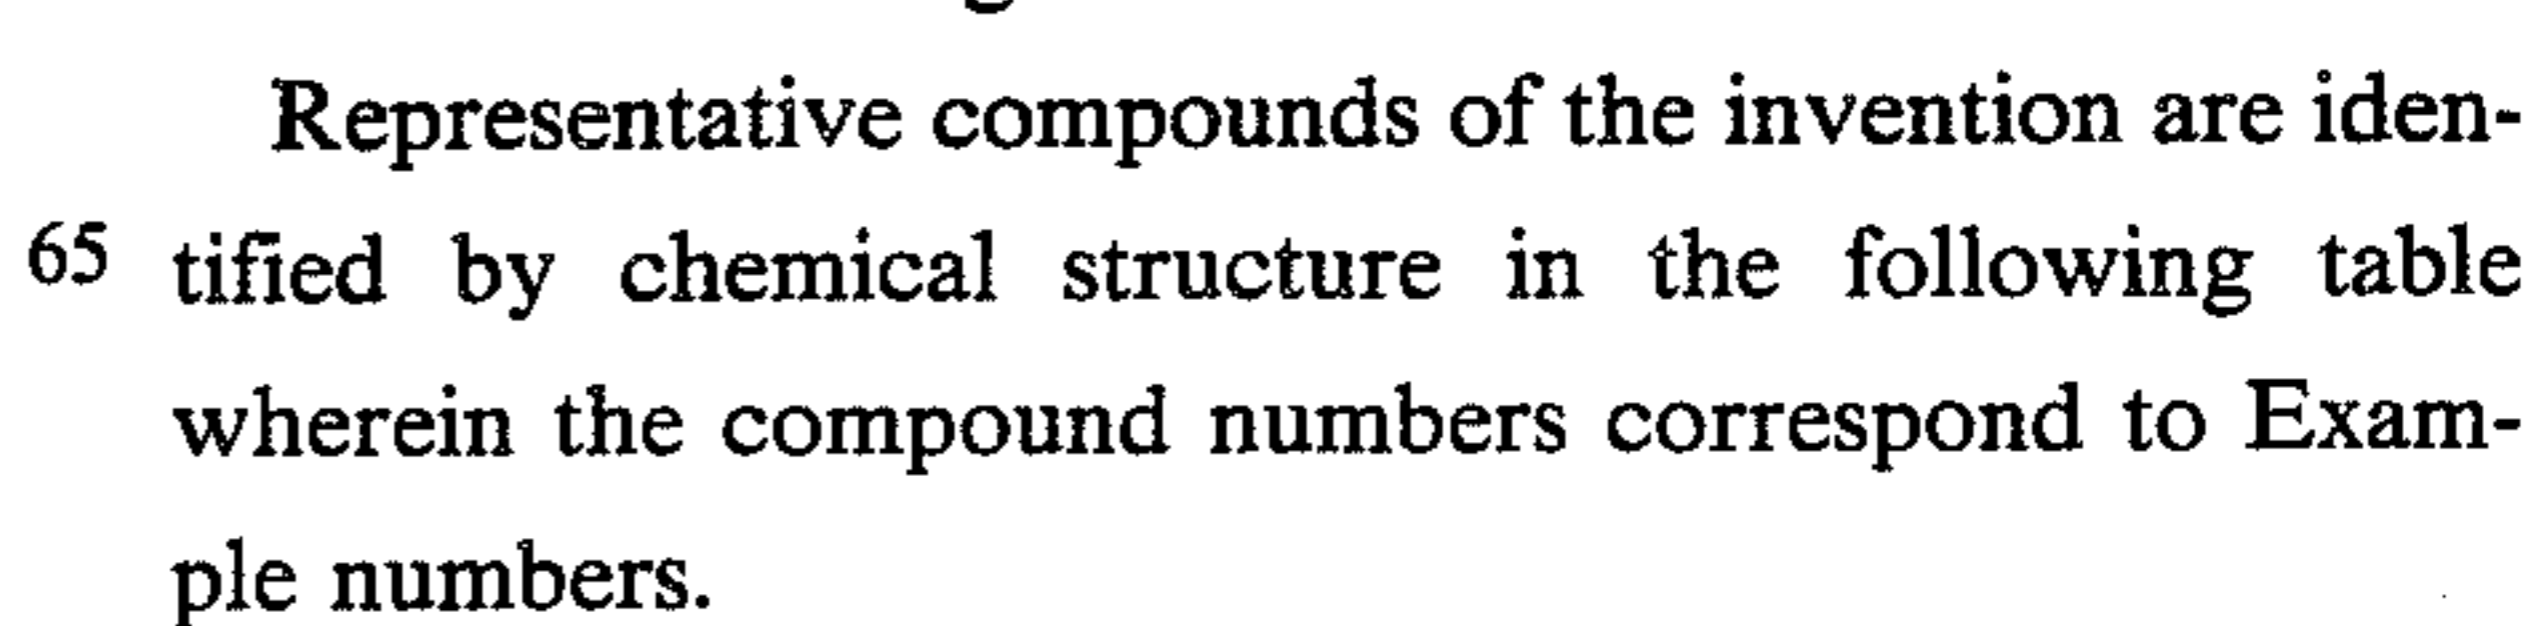 Representative compounds of the invention are iden-
65 tified by chemical structure in the following table
wherein the compound numbers correspond to Exam-
ple numbers.